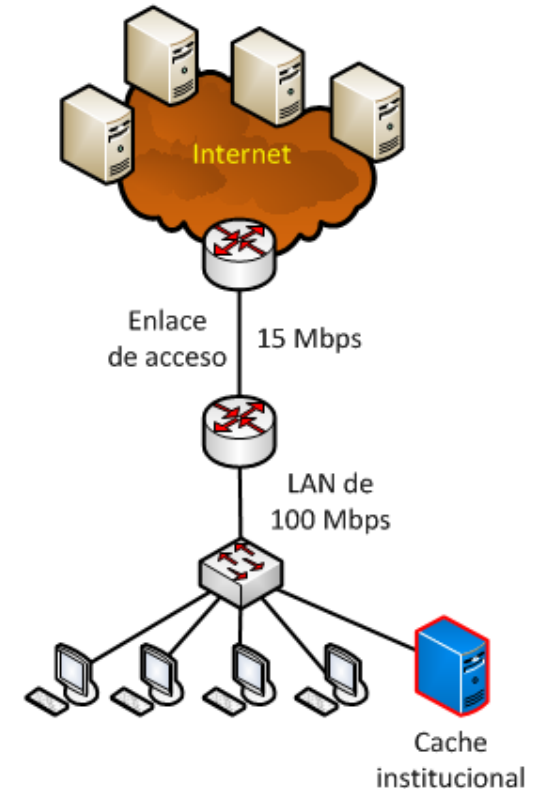 Internet
Enlace
de acceso
15 Mbps
LAN de
100 Mbps
Cache
institucional